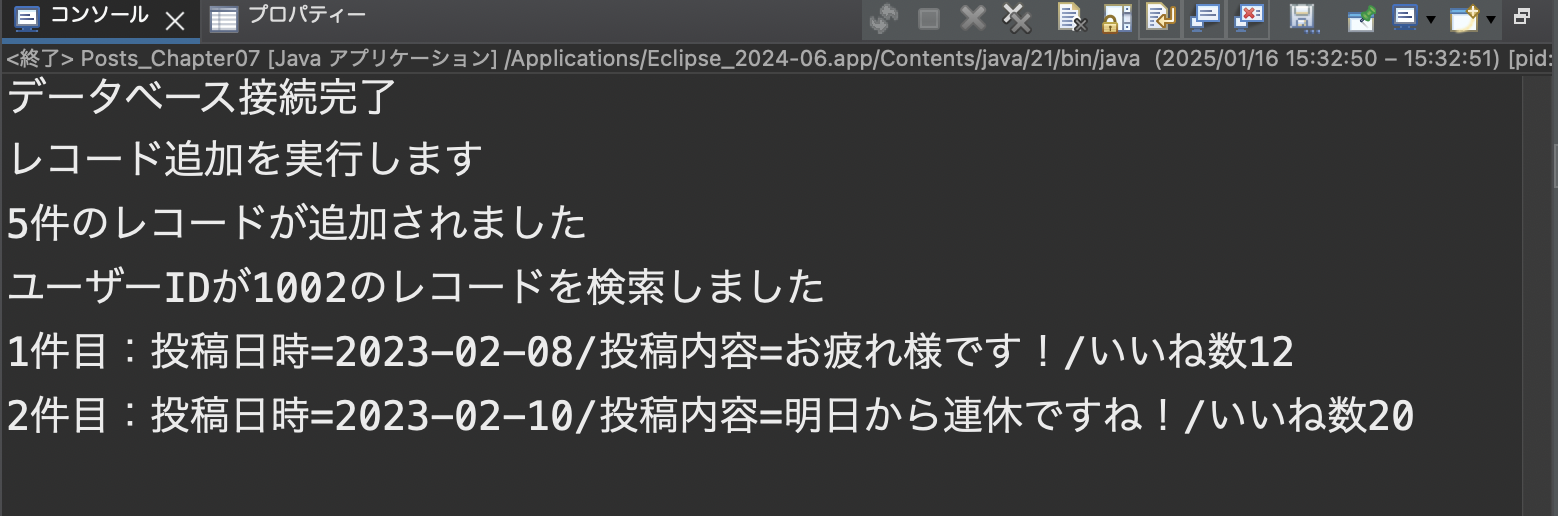 コンソール プロパティー
<終了> Posts_Chapter07 [Java アプリケーション] /Applications/Eclipse_2024-06.app/Contents/java/21/bin/java (2025/01/16 15:32:50 – 15:32:51) [pid:
データベース接続完了
レコード追加を実行します
5件のレコードが追加されました
ユーザーIDが1002のレコードを検索しました
1件目：投稿日時=2023-02-08/投稿内容=お疲れ様です！/いいね数12
2件目：投稿日時=2023-02-10/投稿内容=明日から連休ですね！/いいね数20